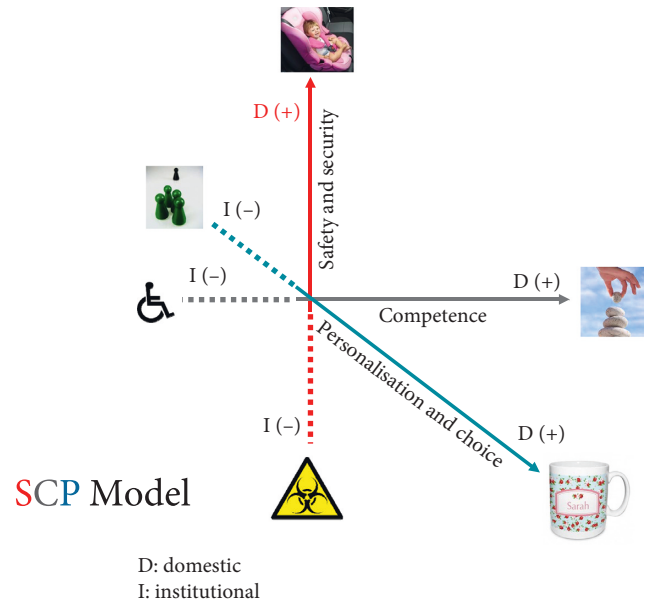 D (+)
Safety and security
I (–)
I (–)
D (+)
Competence
Personalisation and choice
I (–)
D (+)
Sarah
SCP Model
D: domestic
I: institutional